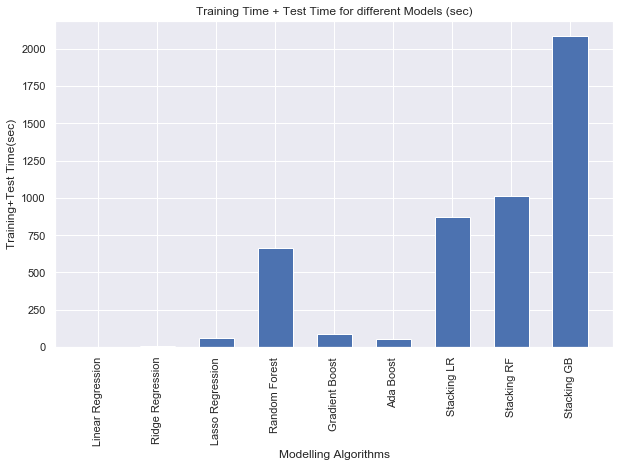 Training Time + Test Time for different Models (sec)
Training+Test Time(sec)
2000
1750
1500
1250
1000
750
500
250
0
Linear Regression
Ridge Regression
Lasso Regression
Random Forest
Gradient Boost
Ada Boost
Stacking LR
Stacking RF
Stacking GB
Modelling Algorithms